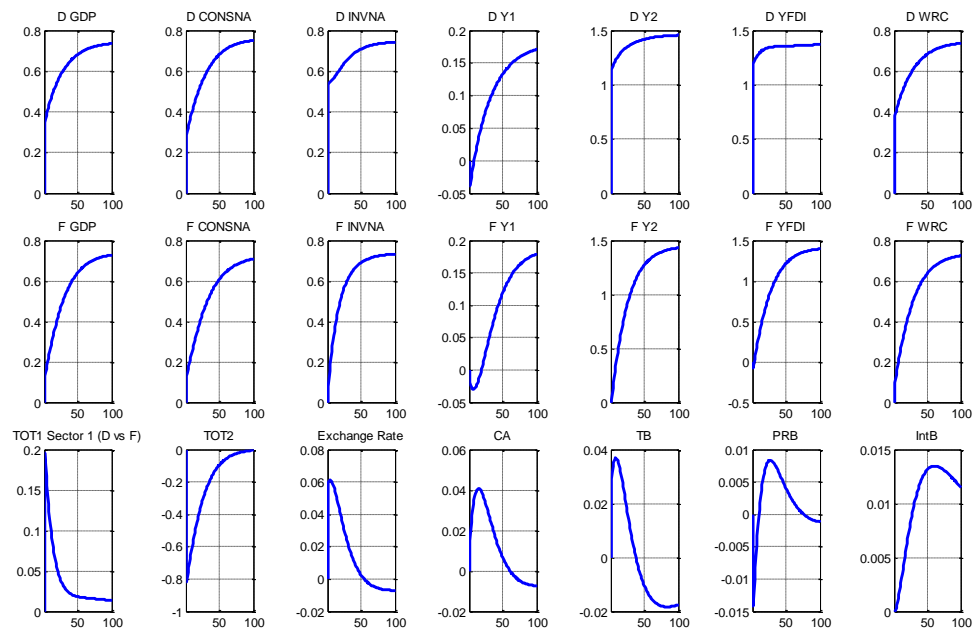 D GDP D CONSNA D INVNA D Y1 D Y2 D YFDI D WRC
0.8 0.8 0.8 0.2 1.5 1.5 0.8
0.15
0.6 0.6 0.6
0.1 1 1
0.4 0.4 0.4 0.4
0.05
0.5 0.5
0.2 0.2 0.2 0 0.2
0 0 0 -0.05 0 0 0
50 100 50 100 50 100 50 100 50 100 50 100 50 100
F GDP F CONSNA F INVNA F Y1 F Y2 F YFDI F WRC
0.8 0.8 0.8 0.2 1.5 1.5 0.8
0.15
0.6 0.6 0.6 1 0.6
0.1 1
0.4 0.4 0.4 0.5 0.4
0.05
0.5
0.2 0.2 0.2 0 0 0.2
0 0 0 -0.05 0 -0.5 0
50 100 50 100 50 100 50 100 50 100 50 100 50 100
TOT1 Sector 1 (D vs F) TOT2 Exchange Rate CA TB PRB IntB
0.2 0 0.08 0.06 0.04 0.01 0.015
0.15 -0.2 0.06 0.04 0.005
0.02 0.01
-0.4 0.04 0
0.1 0.02
-0.6 0.02 -0.005
0 0.005
0.05 -0.8 0 0 -0.01
0 -1 -0.02 -0.02 -0.02 -0.015 0
50 100 50 100 50 100 50 100 50 100 50 100 50 100